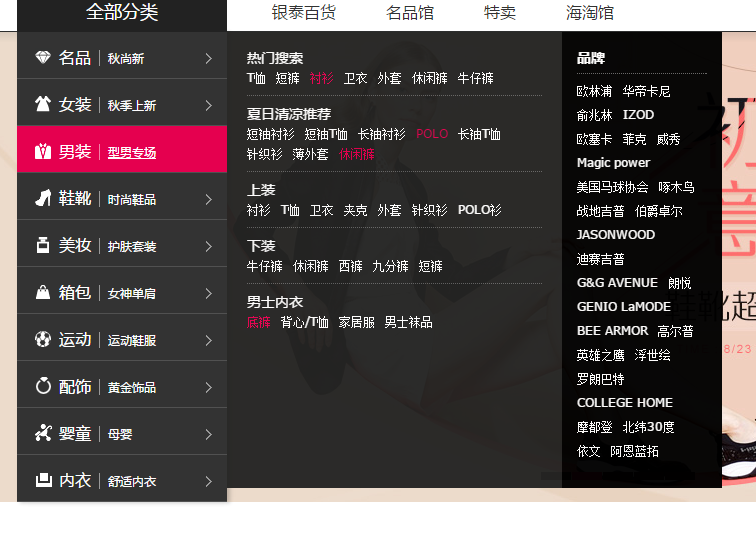 全部分类
银泰百货 名品馆 特卖 海淘馆
名品 秋尚新
女装 秋季上新
男装 型男专场
鞋靴 时尚鞋品
美妆 护肤套装
箱包 女神单肩
运动 运动鞋服
配饰 黄金饰品
婴童 母婴
内衣 舒适内衣
热门搜索
T恤 短裤 衬衫 卫衣 外套 休闲裤 牛仔裤
夏日清凉推荐
短袖衬衫 短袖T恤 长袖衬衫 POLO 长袖T恤
针织衫 薄外套 休闲裤
上装
衬衫 T恤 卫衣 夹克 外套 针织衫 POLO衫
下装
牛仔裤 休闲裤 西裤 九分裤 短裤
男士内衣
底裤 背心/T恤 家居服 男士袜品
品牌
欧林浦 华帝卡尼
俞兆林 IZOD
欧塞卡 菲克 威秀
Magic power
美国马球协会 啄木鸟
战地吉普 伯爵卓尔
JASONWOOD
迪赛吉普
G&G AVENUE 朗悦
GENIO LaMODE
BEE ARMOR 高尔普
英雄之鹰 浮世绘
罗朗巴特
COLLEGE HOME
摩都登 北纬30度
依文 阿恩蓝拓
初
意
鞋靴超
8/23